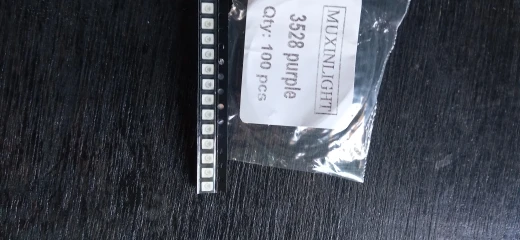 MUXINLIGHT
3528 purple
Qty: 100 pcs